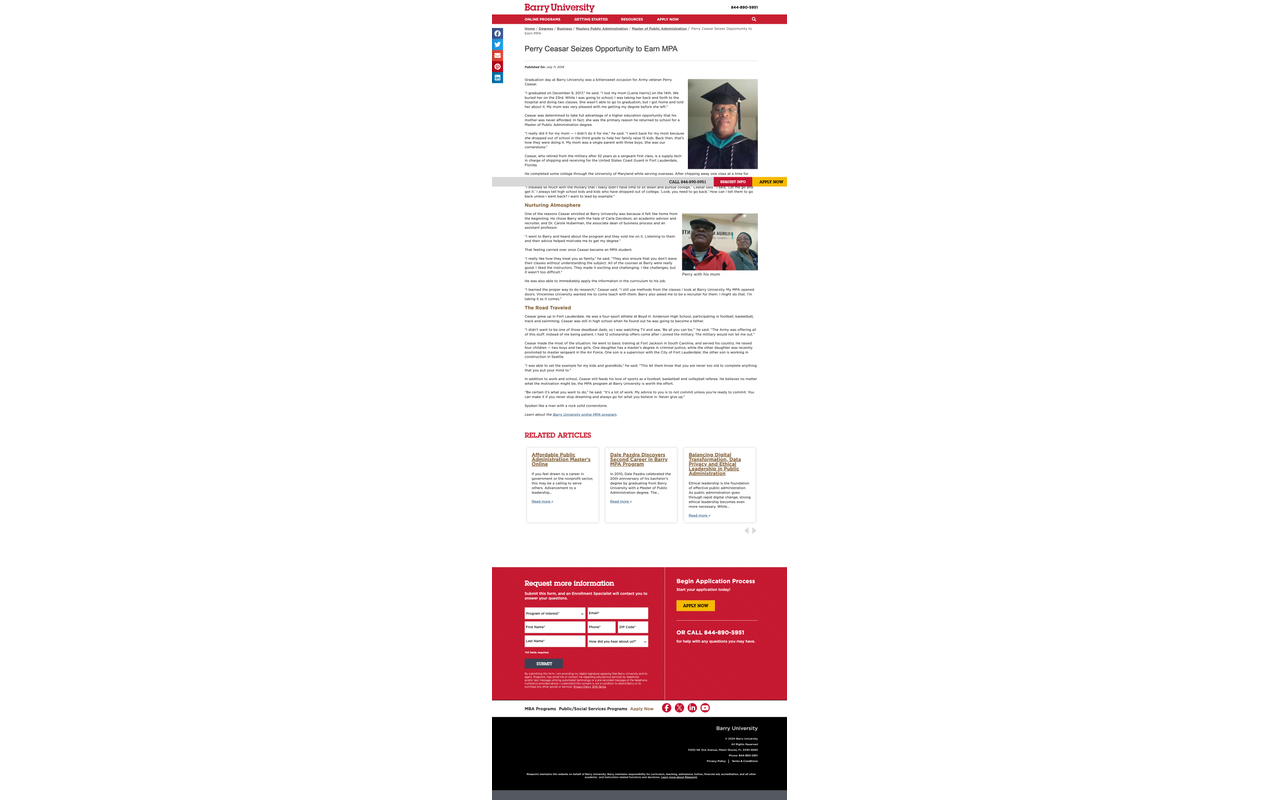 Barry University
844-890-5951
ONLINE PROGRAMS GETTING STARTED RESOURCES APPLY NOW
Home / Degrees / Business / Masters Public Administration / Master of Public Administration / Perry Ceasar Seizes Opportunity to
Earn MPA
Perry Ceasar Seizes Opportunity to Earn MPA
Published On: July 11, 2018
Graduation day at Barry University was a bittersweet occasion for Army veteran Perry
Ceasar.
"I graduated on December 9, 2017," he said. "I lost my mom [Lorrie Harris] on the 14th. We
buried her on the 23rd. While I was going to school I was taking her back and forth to the
hospital and doing two classes. She wasn't able to go to graduation, but I got home and told
her about it. My mom was very pleased with me getting my degree before she left."
Ceasar was determined to take full advantage of a higher education opportunity that his
mother was never afforded. In fact, she was the primary reason he returned to school for a
Master of Public Administration degree.
"I really did it for my mom — I didn't do it for me," he said. "I went back for my mom because
she dropped out of school in the third grade to help her family raise 13 kids. Back then, that's
how they were doing it. My mom was a single parent with three boys. She was our
cornerstone."
Ceasar, who retired from the military after 32 years as a sergeant first class, is a supply tech
in charge of shipping and receiving for the United States Coast Guard in Fort Lauderdale,
Florida.
He completed some college through the University of Maryland while serving overseas. After chipping away one class at a time for
CALL 844-890-5951 REQUEST INFO APPLY NOW
get it.' I always tell high school kids and kids who have dropped out of college, 'Look, you need to go back.' How can I tell them to go
back unless I went back? I want to lead by example."
Nurturing Atmosphere
One of the reasons Ceasar enrolled at Barry University was because it felt like home from
the beginning. He chose Barry with the help of Carla Davidson, an academic advisor and
recruiter, and Dr. Carole Huberman, the associate dean of business process and an
assistant professor.
"I went to Barry and heard about the program and they sold me on it. Listening to them
and their advice helped motivate me to get my degree."
That feeling carried over once Ceasar became an MPA student.
"I really like how they treat you as family," he said. "They also ensure that you don't leave
their classes without understanding the subject. All of the courses at Barry were really
good. I liked the instructors. They made it exciting and challenging. I like challenges, but
it wasn't too difficult."
Perry with his mom
He was also able to immediately apply the information in the curriculum to his job.
"I learned the proper way to do research," Ceasar said. "I still use methods from the classes I took at Barry University. My MPA opened
doors. Vincennes University wanted me to come teach with them. Barry also asked me to be a recruiter for them. I might do that. I'm
taking it as it comes."
The Road Traveled
Ceasar grew up in Fort Lauderdale. He was a four-sport athlete at Boyd H. Anderson High School, participating in football, basketball,
track and swimming. Ceasar was still in high school when he found out he was going to become a father.
"I didn't want to be one of those deadbeat dads, so I was watching TV and saw, 'Be all you can be,'" he said. "The Army was offering all
of this stuff. Instead of me being patient, I had 12 scholarship offers come after I joined the military. The military would not let me out."
Ceasar made the most of the situation. He went to basic training at Fort Jackson in South Carolina, and served his country. He raised
four children — two boys and two girls. One daughter has a master's degree in criminal justice, while the other daughter was recently
promoted to master sergeant in the Air Force. One son is a supervisor with the City of Fort Lauderdale; the other son is working in
construction in Seattle.
"I was able to set the example for my kids and grandkids," he said. "This let them know that you are never too old to complete anything
that you put your mind to."
In addition to work and school, Ceasar still feeds his love of sports as a football, basketball and volleyball referee. He believes no matter
what the motivation might be, the MPA program at Barry University is worth the effort.
"Be certain it's what you want to do," he said. "It's a lot of work. My advice to you is to not commit unless you're ready to commit. You
can make it if you never stop dreaming and always go for what you believe in. Never give up."
Spoken like a man with a rock solid cornerstone.
Learn about the Barry University online MPA program.
RELATED ARTICLES
Affordable Public
Administration Master's
Online
If you feel drawn to a career in
government or the nonprofit sector,
this may be a calling to serve
others. Advancement to a
leadership...
Read more »
Dale Pazdra Discovers
Second Career in Barry
MPA Program
In 2010, Dale Pazdra celebrated the
20th anniversary of his bachelor's
degree by graduating from Barry
University with a Master of Public
Administration degree. The...
Read more »
Balancing Digital
Transformation, Data
Privacy and Ethical
Leadership in Public
Administration
Ethical leadership is the foundation
of effective public administration.
As public administration goes
through rapid digital change, strong
ethical leadership becomes even
more necessary. While...
Read more »
Request more information
Submit this form, and an Enrollment Specialist will contact you to
answer your questions.
Program of Interest* Email*
First Name* Phone* ZIP Code*
Last Name* How did you hear about us?*
*All fields required.
SUBMIT
Privacy Policy. SMS Terms.
Begin Application Process
Start your application today!
APPLY NOW
OR CALL 844-890-5951
for help with any questions you may have.
MBA Programs Public/Social Services Programs Apply Now
Barry University
© 2024 Barry University
All Rights Reserved
11300 NE 2nd Avenue, Miami Shores, FL 33161-6695
Phone: 844-890-5951
Privacy Policy | Terms & Conditions